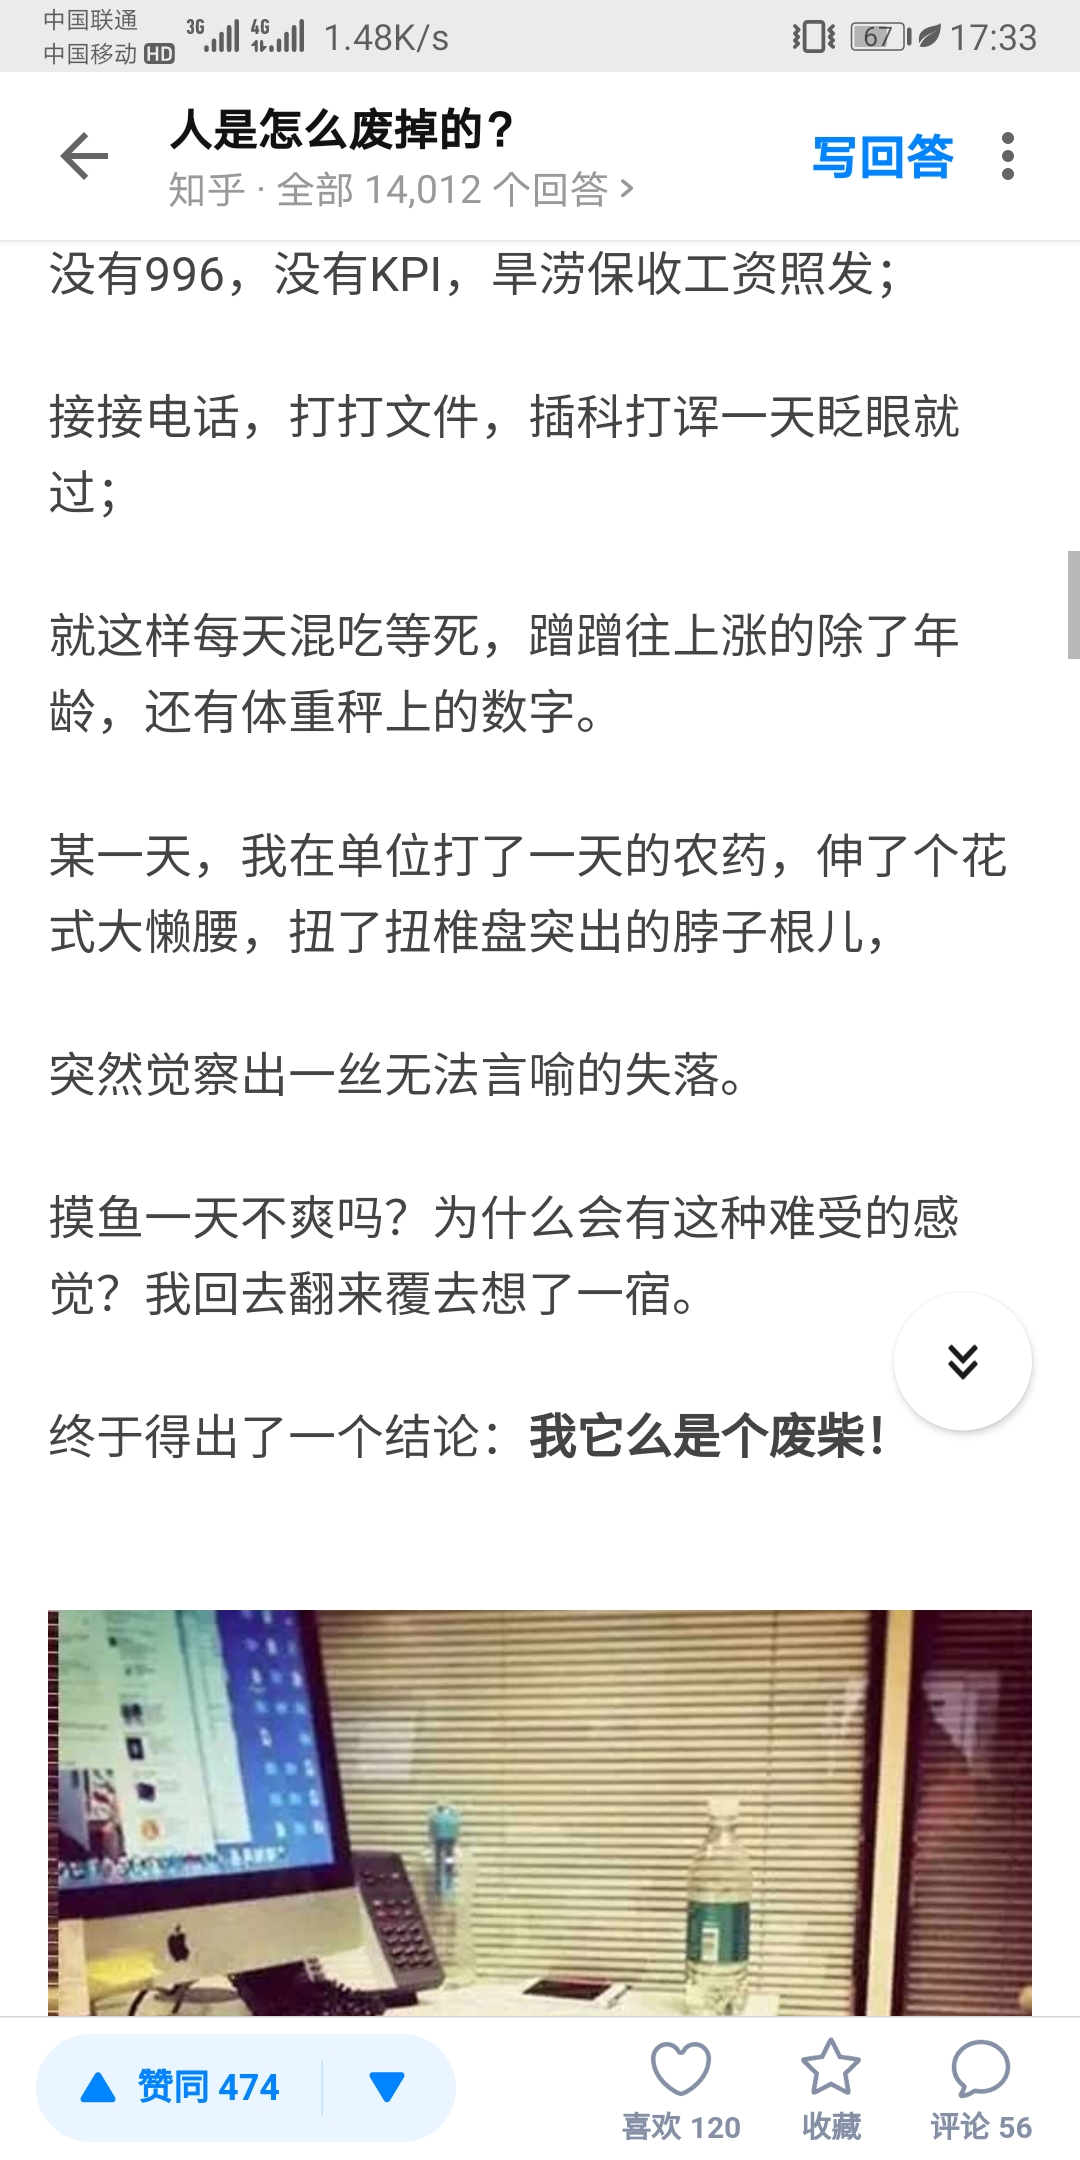 中国联通
中国移动 HD
3G
4G
1.48K/s
67
17:33
人是怎么废掉的？
知乎 · 全部 14,012 个回答 >
写回答
没有996，没有KPI，旱涝保收工资照发；
接接电话，打打文件，插科打诨一天眨眼就
过；
就这样每天混吃等死，蹭蹭往上涨的除了年
龄，还有体重秤上的数字。
某一天，我在单位打了一天的农药，伸了个花
式大懒腰，扭了扭椎盘突出的脖子根儿，
突然觉察出一丝无法言喻的失落。
摸鱼一天不爽吗？为什么会有这种难受的感
觉？我回去翻来覆去想了一宿。
终于得出了一个结论：我它么是个废柴！
赞同 474
喜欢 120
收藏
评论 56